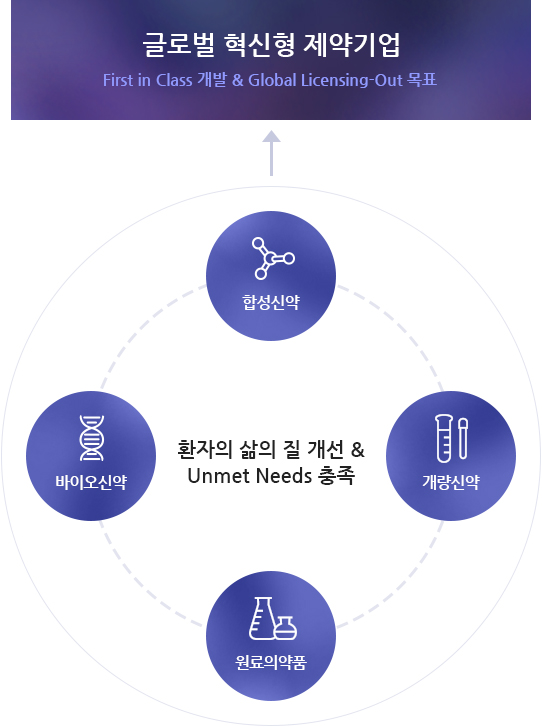 글로벌 혁신형 제약기업
First in Class 개발 & Global Licensing-Out 목표
합성신약
바이오신약
환자의 삶의 질 개선 &
Unmet Needs 충족
개량신약
원료의약품